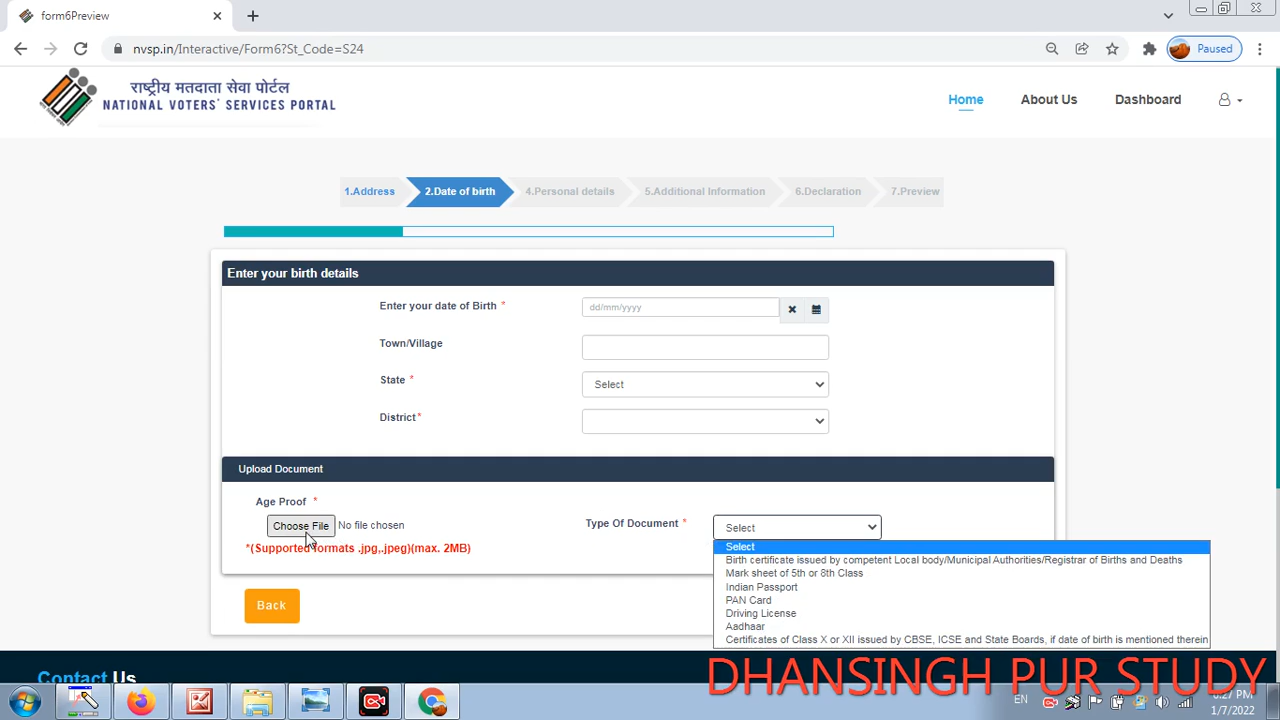 form6Preview
nvsp.in/Interactive/Form6?St_Code=S24
Paused
राष्ट्रीय मतदाता सेवा पोर्टल
NATIONAL VOTERS' SERVICES PORTAL
Home
About Us
Dashboard
1.Address
2.Date of birth
4.Personal details
5.Additional Information
6.Declaration
7.Preview
Enter your birth details
Enter your date of Birth *
dd/mm/yyyy
Town/Village
State *
Select
District*
Upload Document
Age Proof *
Choose File No file chosen
*(Supported formats .jpg,.jpeg)(max. 2MB)
Type Of Document *
Select
Select
Birth certificate issued by competent Local body/Municipal Authorities/Registrar of Births and Deaths
Mark sheet of 5th or 8th Class
Indian Passport
PAN Card
Driving License
Aadhaar
Certificates of Class X or XII issued by CBSE, ICSE and State Boards, if date of birth is mentioned therein
Back
Contact Us
DHANSINGH PUR STUDY
EN
6:27 PM
1/7/2022